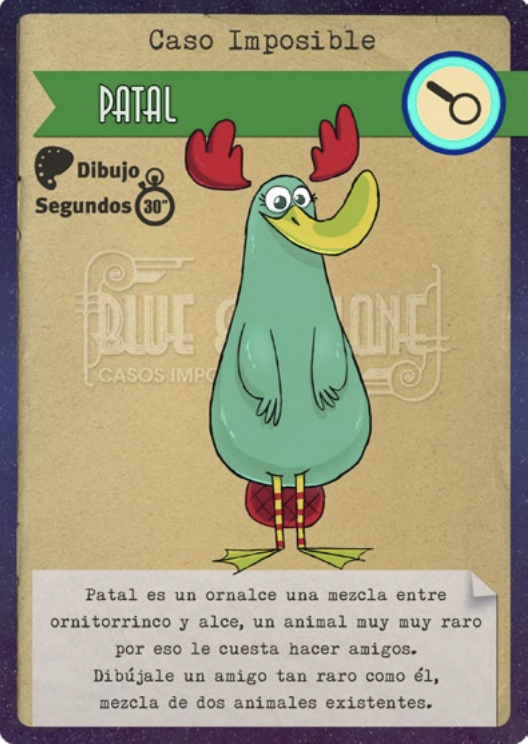 Caso Imposible
PATAL
Dibujo
Segundos 30"
BLUE
CASOS
Patal es un ornalce una mezcla entre
ornitorrinco y alce, un animal muy muy raro
por eso le cuesta hacer amigos.
Dibújale un amigo tan raro como él,
mezcla de dos animales existentes.